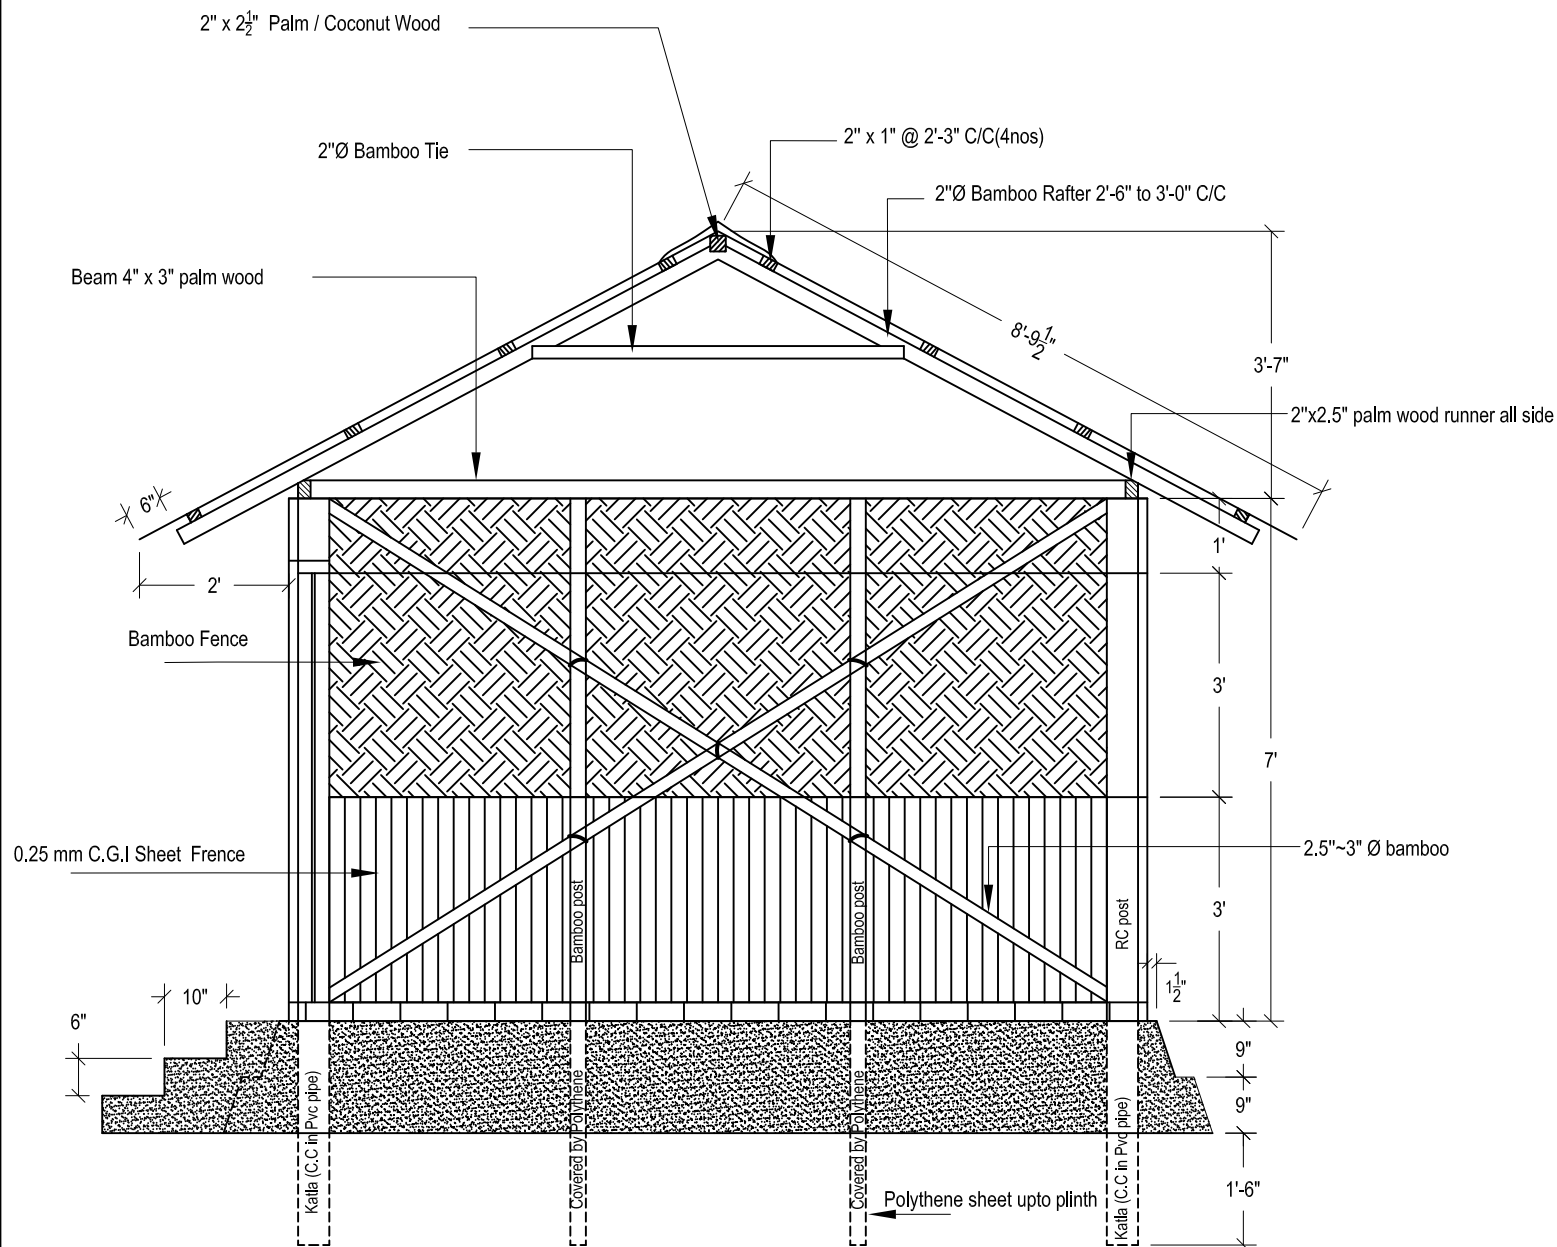 2" x 2½" Palm / Coconut Wood
2" x 1" @ 2'-3" C/C(4nos)
2"Ø Bamboo Tie
2"Ø Bamboo Rafter 2'-6" to 3'-0" C/C
Beam 4" x 3" palm wood
8'-9½"
3'-7"
2"x2.5" palm wood runner all side
6"
1'
2'
Bamboo Fence
3'
7'
0.25 mm C.G.I Sheet Frence
2.5"~3" Ø bamboo
Bamboo post
Bamboo post
RC post
3'
1½"
10"
6"
9"
9"
Katla (C.C in Pvc pipe)
Covered by Polythene
Covered by Polythene
Katla (C.C in Pvc pipe)
Polythene sheet upto plinth
1'-6"